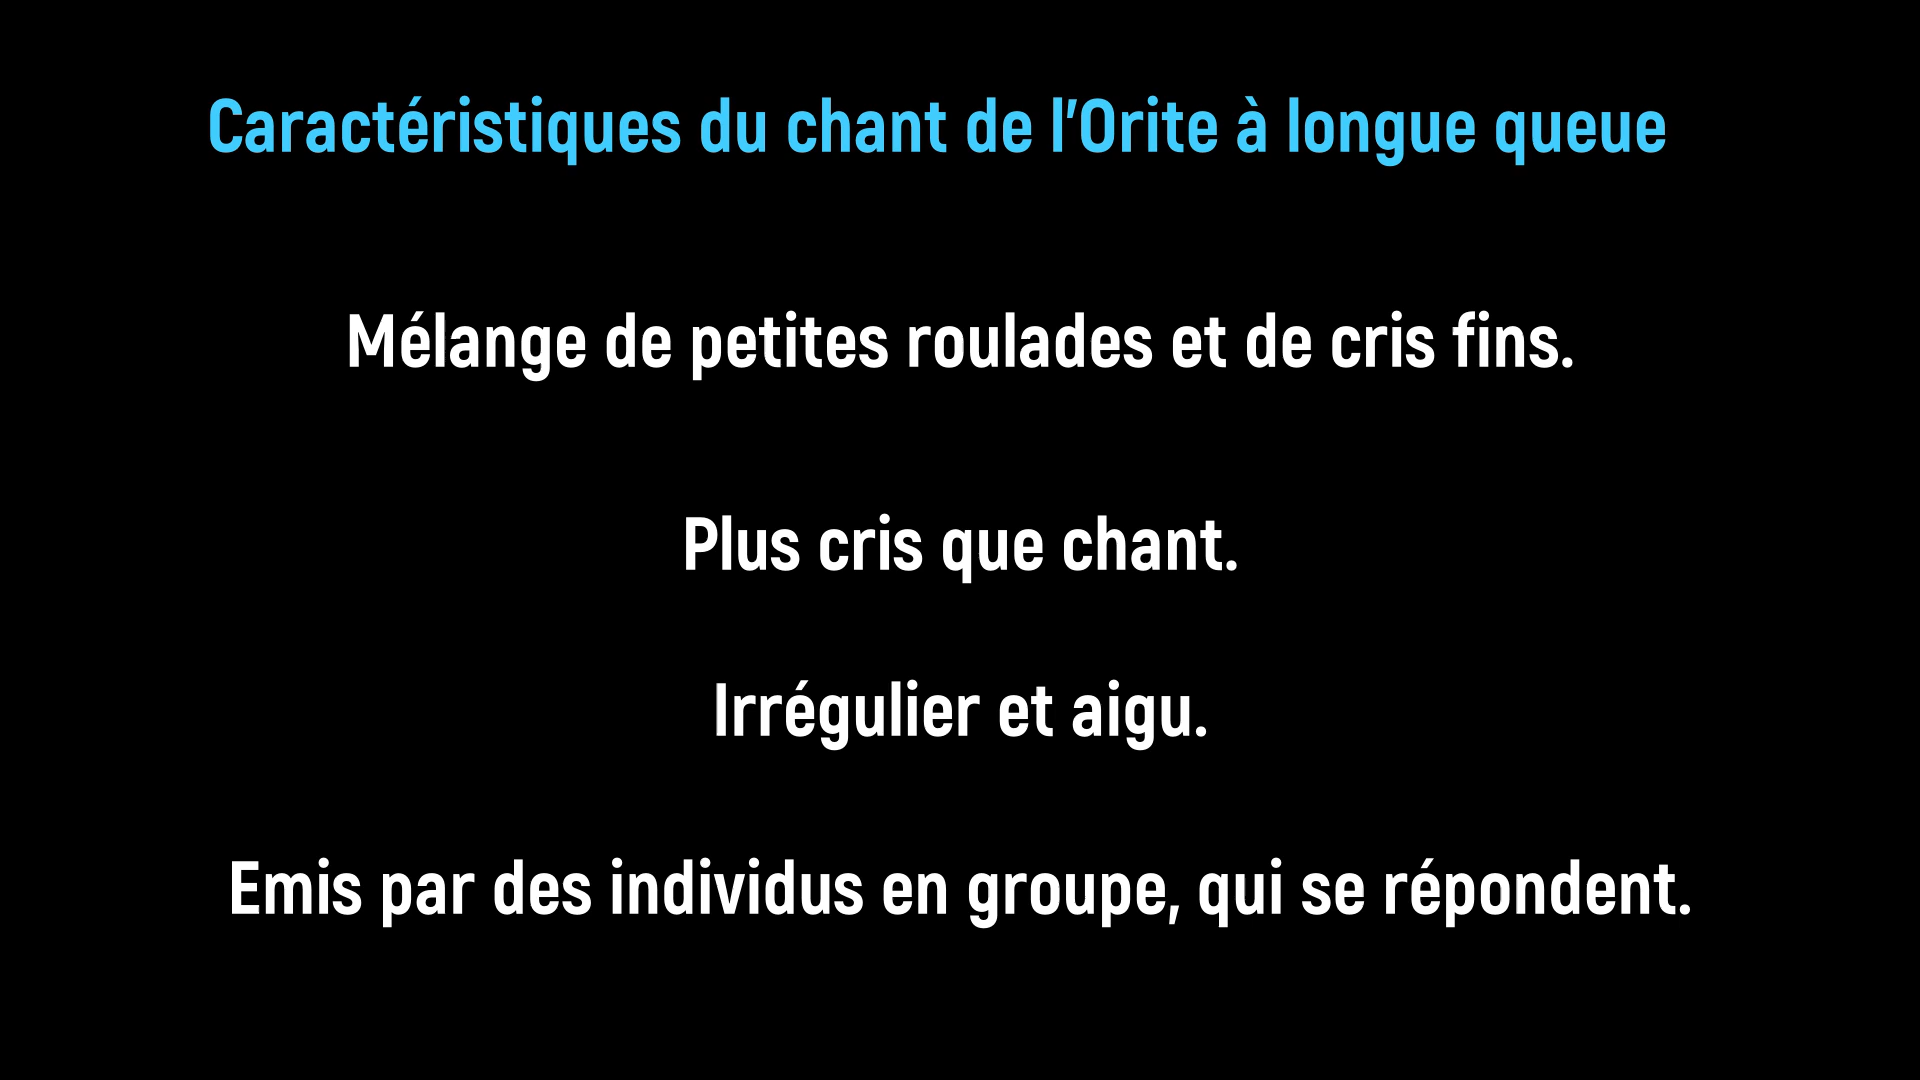 Caractéristiques du chant de l'Orite à longue queue
Mélange de petites roulades et de cris fins.
Plus cris que chant.
Irrégulier et aigu.
Emis par des individus en groupe, qui se répondent.